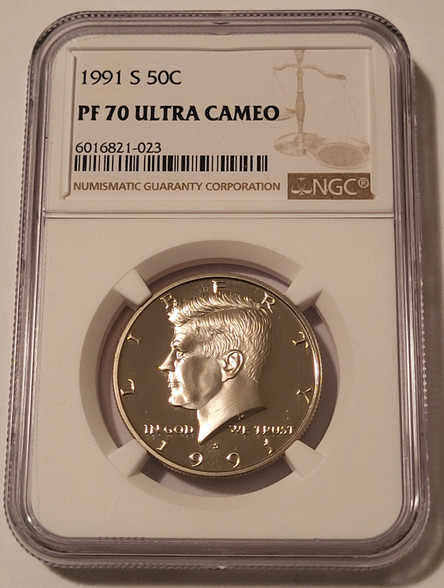 1991 S 50C
PF 70 ULTRA CAMEO
6016821-023
NUMISMATIC GUARANTY CORPORATION
NGC®
LIBERTY
IN GOD WE TRUST
S
1991